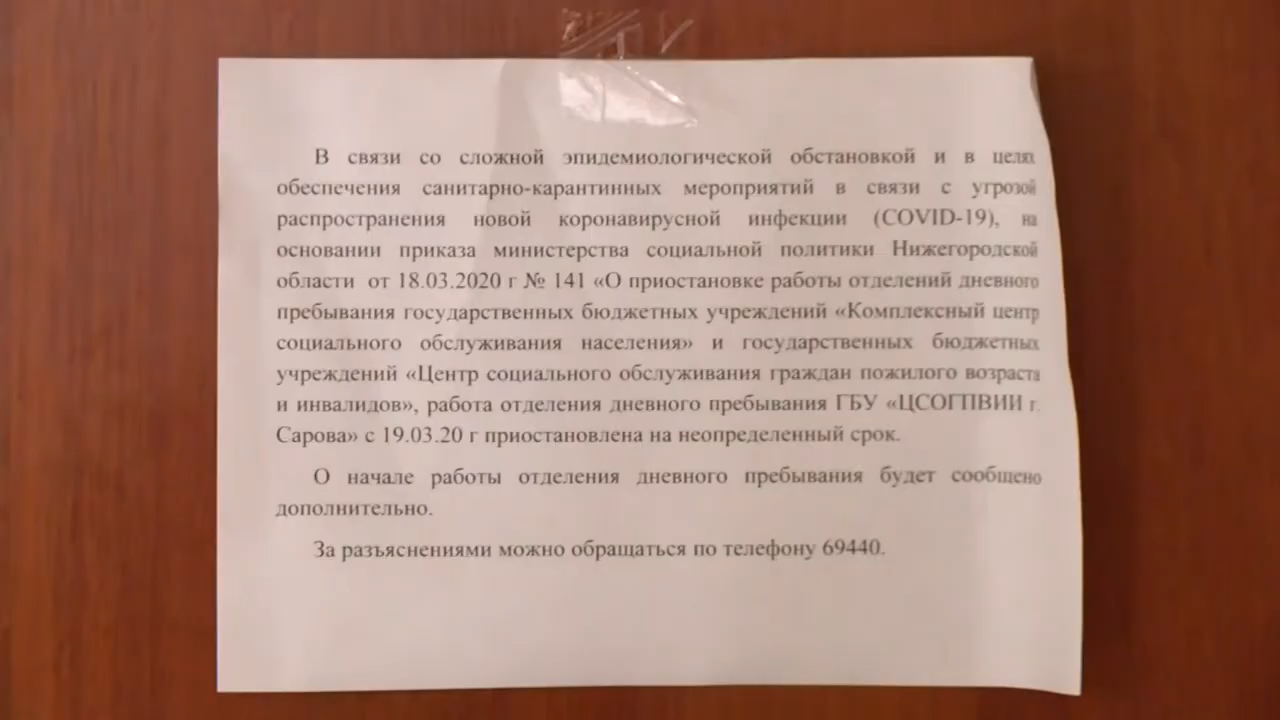 В связи со сложной эпидемиологической обстановкой и в целях
обеспечения санитарно-карантинных мероприятий в связи с угрозой
распространения новой коронавирусной инфекции (COVID-19), на
основании приказа министерства социальной политики Нижегородской
области от 18.03.2020 г № 141 «О приостановке работы отделений дневного
пребывания государственных бюджетных учреждений «Комплексный центр
социального обслуживания населения» и государственных бюджетных
учреждений «Центр социального обслуживания граждан пожилого возраста
и инвалидов», работа отделения дневного пребывания ГБУ «ЦСОГПВИИ г.
Сарова» с 19.03.20 г приостановлена на неопределенный срок.
О начале работы отделения дневного пребывания будет сообщено
дополнительно.
За разъяснениями можно обращаться по телефону 69440.